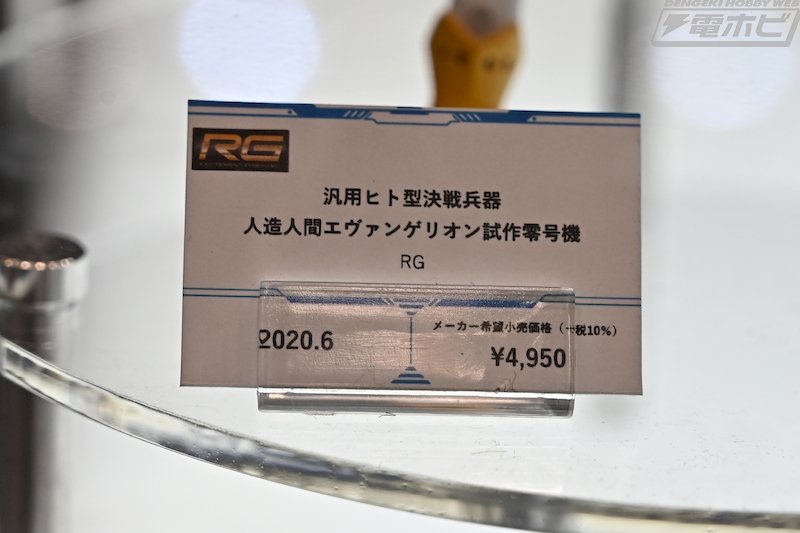 DENGEKI HOBBY WEB
電ホビ
RG
汎用ヒト型決戦兵器
人造人間エヴァンゲリオン試作零号機
RG
2020.6
メーカー希望小売価格（+税10%）
¥4,950